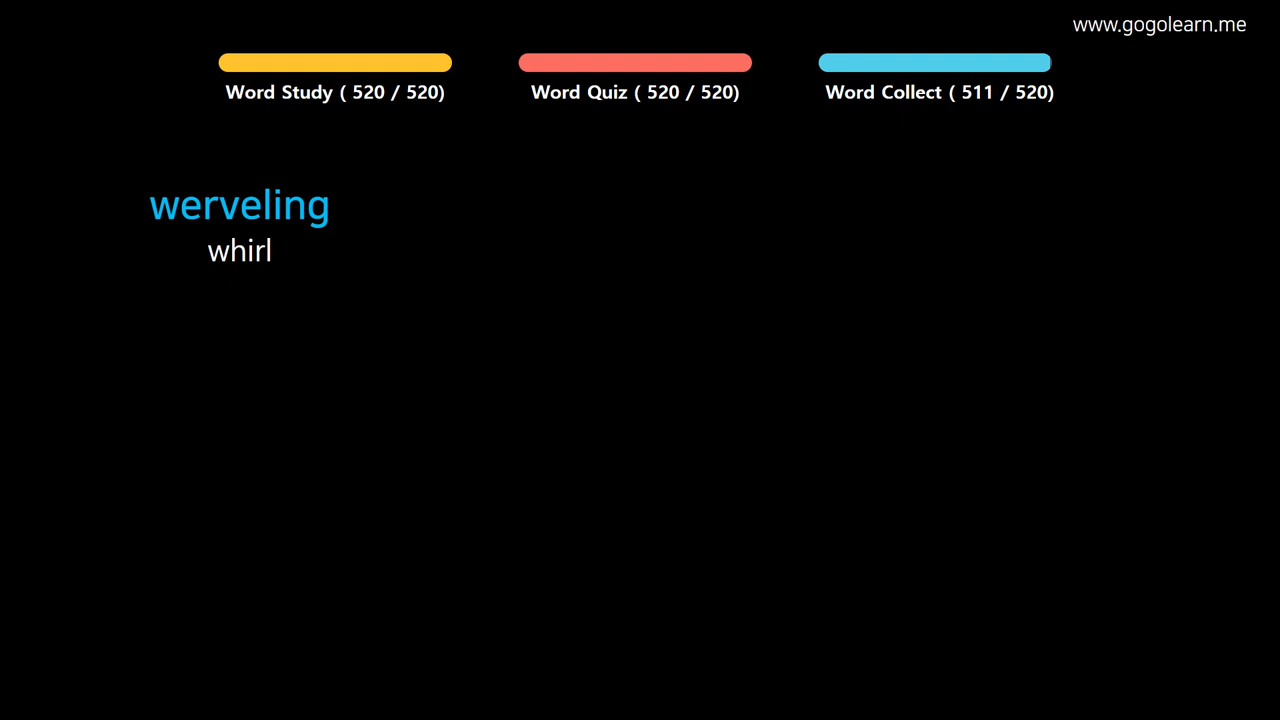 www.gogolearn.me
Word Study ( 520 / 520)
Word Quiz ( 520 / 520)
Word Collect ( 511 / 520)
werveling
whirl